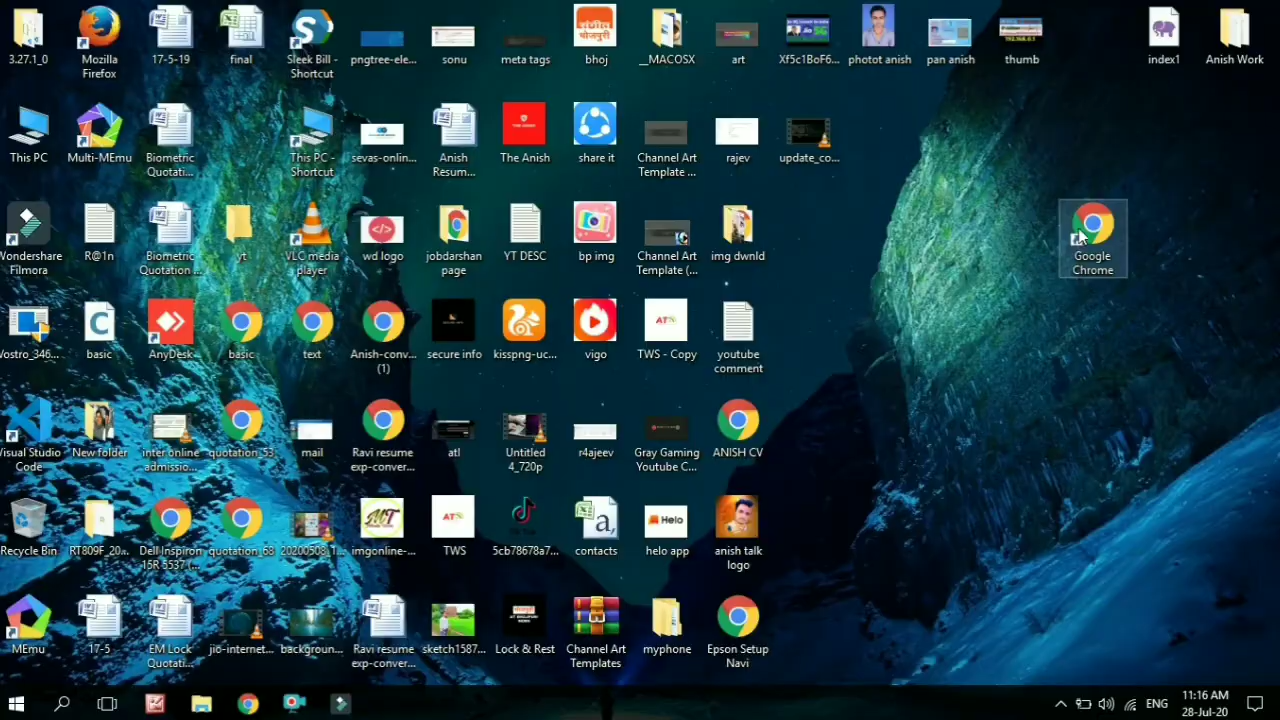 3.27.1_0
Mozilla
Firefox
17-5-19
final
Sleek Bill -
Shortcut
pngtree-ele...
sonu
meta tags
bhoj
__MACOSX
art
Xf5c1BoF6...
photot anish
pan anish
thumb
index1
Anish Work
This PC
Multi-MEmu
Biometric
Quotati...
This PC -
Shortcut
sevas-onlin...
Anish
Resum...
The Anish
share it
Channel Art
Template ...
rajev
update_co...
Wondershare
Filmora
R@1n
Biometric
Quotation ...
yt
VLC media
player
wd logo
jobdarshan
page
YT DESC
bp img
Channel Art
Template (...
img dwnld
Google
Chrome
Vostro_346...
basic
AnyDesk
basic
text
Anish-conv...
(1)
secure info
kisspng-uc...
vigo
TWS - Copy
youtube
comment
Visual Studio
Code
New folder
inter online
admissio...
quotation_53
mail
Ravi resume
exp-conver...
atl
Untitled
4_720p
r4ajeev
Gray Gaming
Youtube C...
ANISH CV
Recycle Bin
RT809F_20...
Dell Inspiron
15R 5537 (...
quotation_68
20200508_1...
imgonline-...
TWS
5cb78678a7...
contacts
helo app
anish talk
logo
MEmu
17-5
EM Lock
Quotati...
jio-internet...
backgroun...
Ravi resume
exp-conver...
sketch1587...
Lock & Rest
Channel Art
Templates
myphone
Epson Setup
Navi
ENG
11:16 AM
28-Jul-20